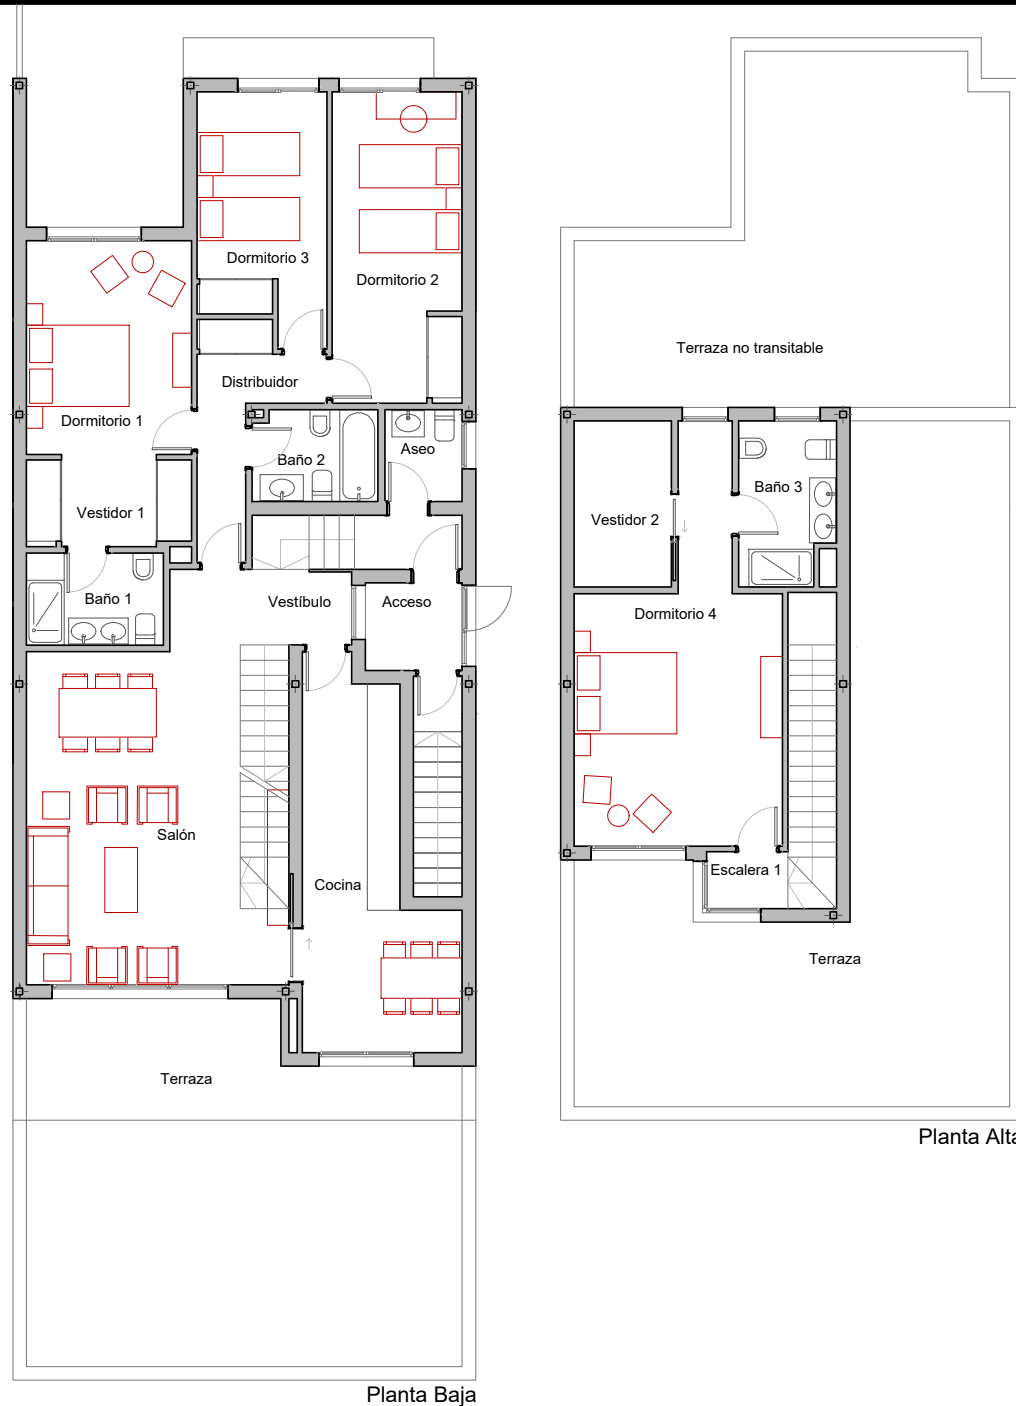 Dormitorio 3
Dormitorio 2
Dormitorio 1
Distribuidor
Baño 2
Aseo
Vestidor 1
Baño 1
Vestíbulo
Acceso
Salón
Cocina
Terraza
Planta Baja
Terraza no transitable
Vestidor 2
Baño 3
Dormitorio 4
Escalera 1
Terraza
Planta Alta